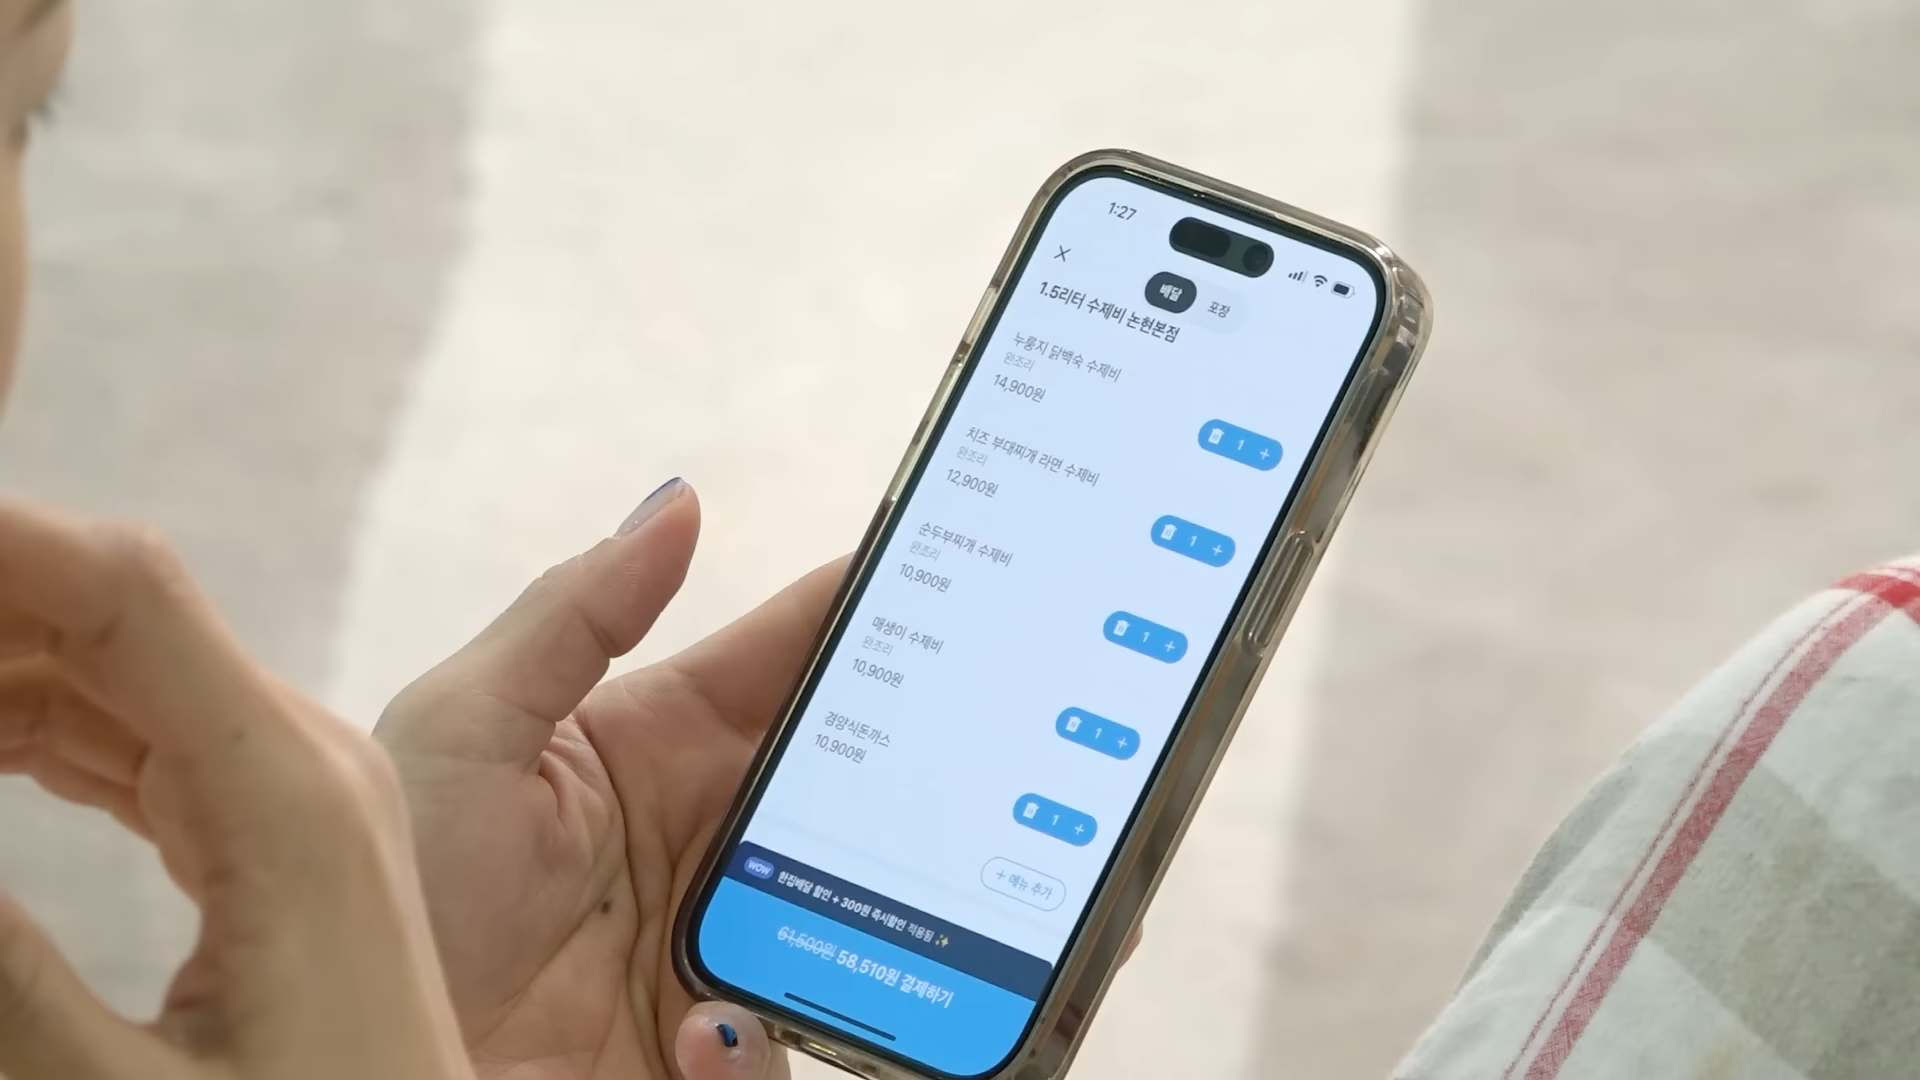 1:27
배달 포장
1.5리터 수제비 논현본점
누룽지 닭백숙 수제비
완조리
14,900원
1 +
치즈 부대찌개 라면 수제비
완조리
12,900원
1 +
순두부찌개 수제비
완조리
10,900원
1 +
매생이 수제비
완조리
10,900원
1 +
경양식돈까스
10,900원
1 +
+ 메뉴 추가
WOW 한집배달 할인 + 300원 즉시할인 적용됨
61,500원 58,510원 결제하기